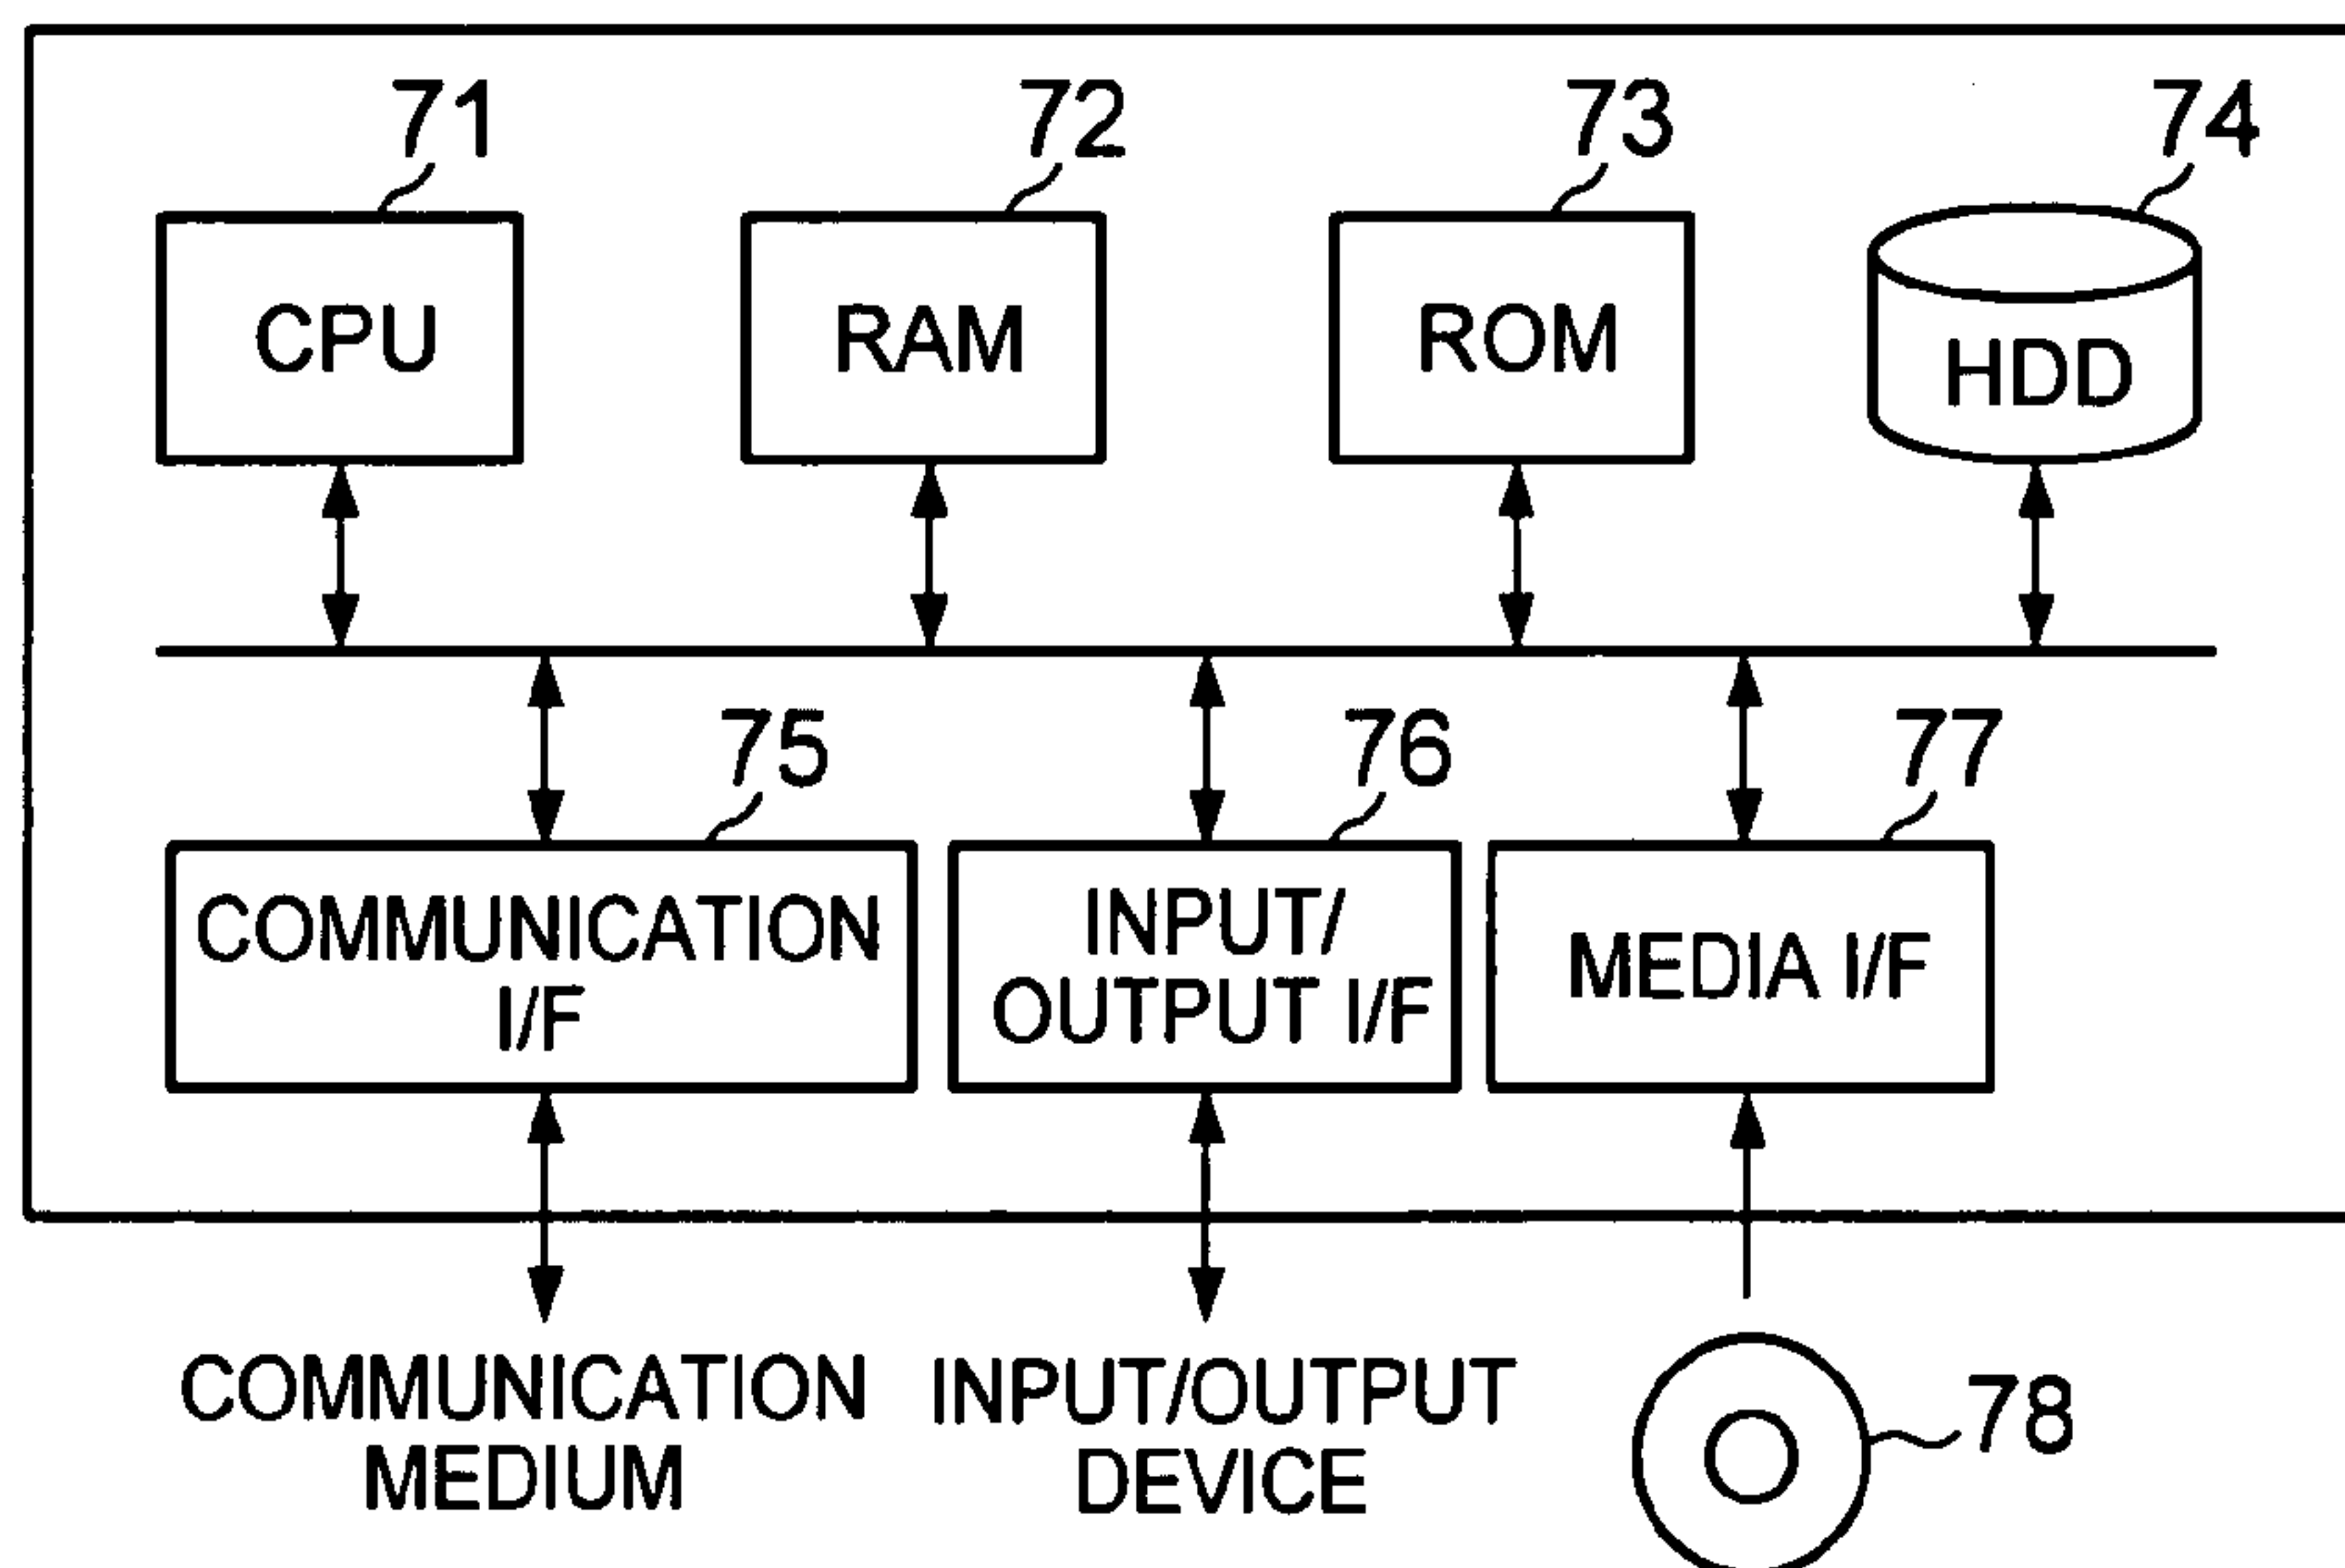 71
72
73
74
CPU
RAM
ROM
HDD
75
76
77
COMMUNICATION
I/F
INPUT/
OUTPUT I/F
MEDIA I/F
COMMUNICATION
MEDIUM
INPUT/OUTPUT
DEVICE
78